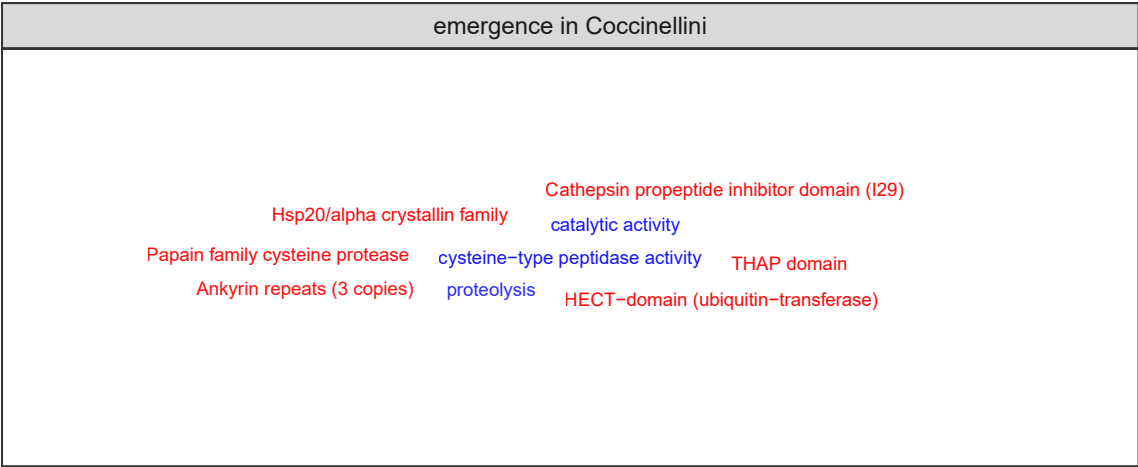 emergence in Coccinellini
Cathepsin propeptide inhibitor domain (I29)
Hsp20/alpha crystallin family
catalytic activity
Papain family cysteine protease
cysteine−type peptidase activity
THAP domain
Ankyrin repeats (3 copies)
proteolysis
HECT−domain (ubiquitin−transferase)